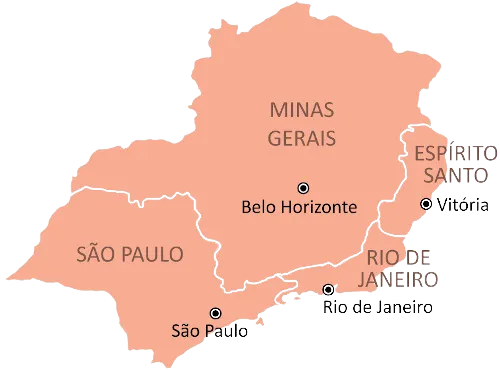 MINAS
GERAIS
ESPÍRITO
SANTO
Belo Horizonte
Vitória
SÃO PAULO
RIO DE
JANEIRO
Rio de Janeiro
São Paulo